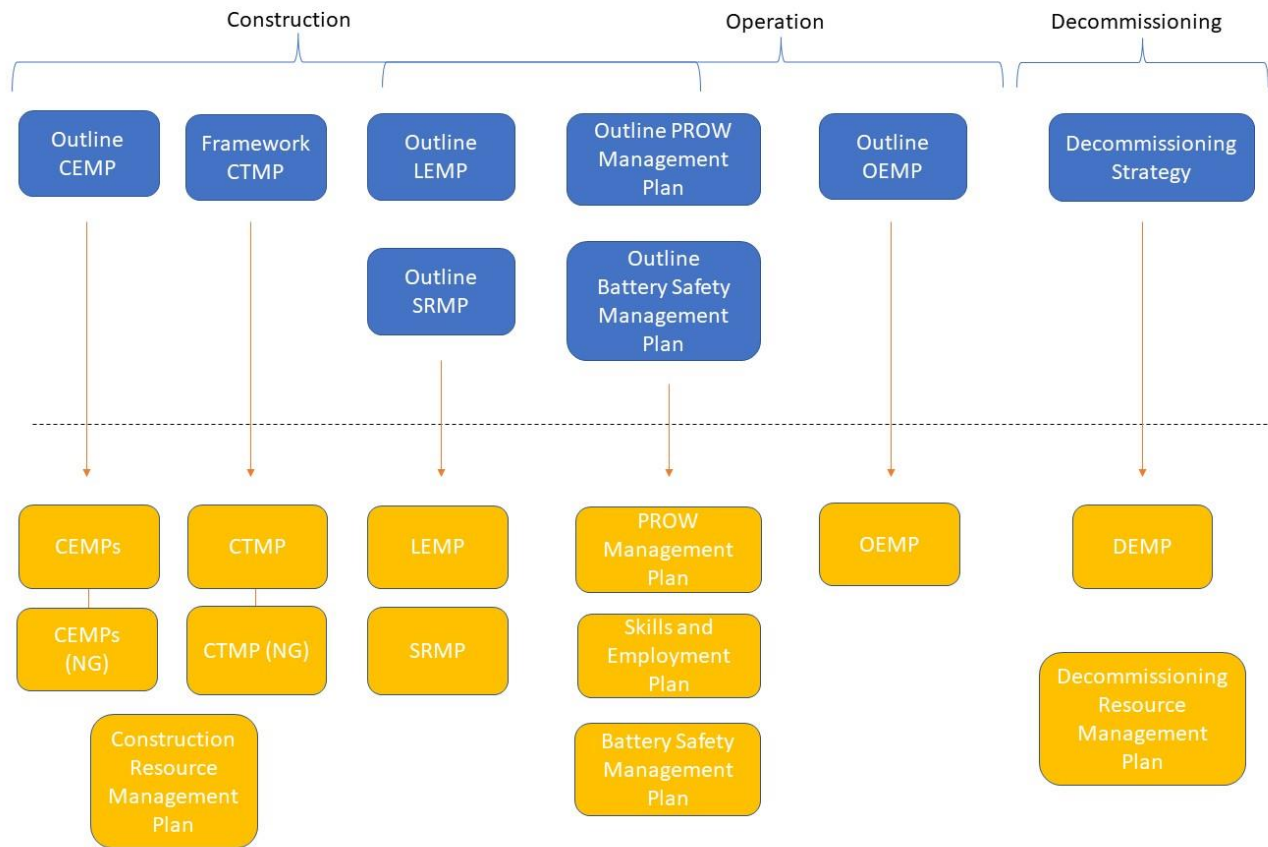 Construction
Operation
Decommissioning
Outline
CEMP
Framework
CTMP
Outline
LEMP
Outline PROW
Management
Plan
Outline
OEMP
Decommissioning
Strategy
Outline
SRMP
Outline
Battery Safety
Management
Plan
CEMPs
CTMP
LEMP
PROW
Management
Plan
OEMP
DEMP
CEMPs
(NG)
CTMP (NG)
SRMP
Skills and
Employment
Plan
Decommissioning
Resource
Management
Plan
Construction
Resource
Management
Plan
Battery Safety
Management
Plan